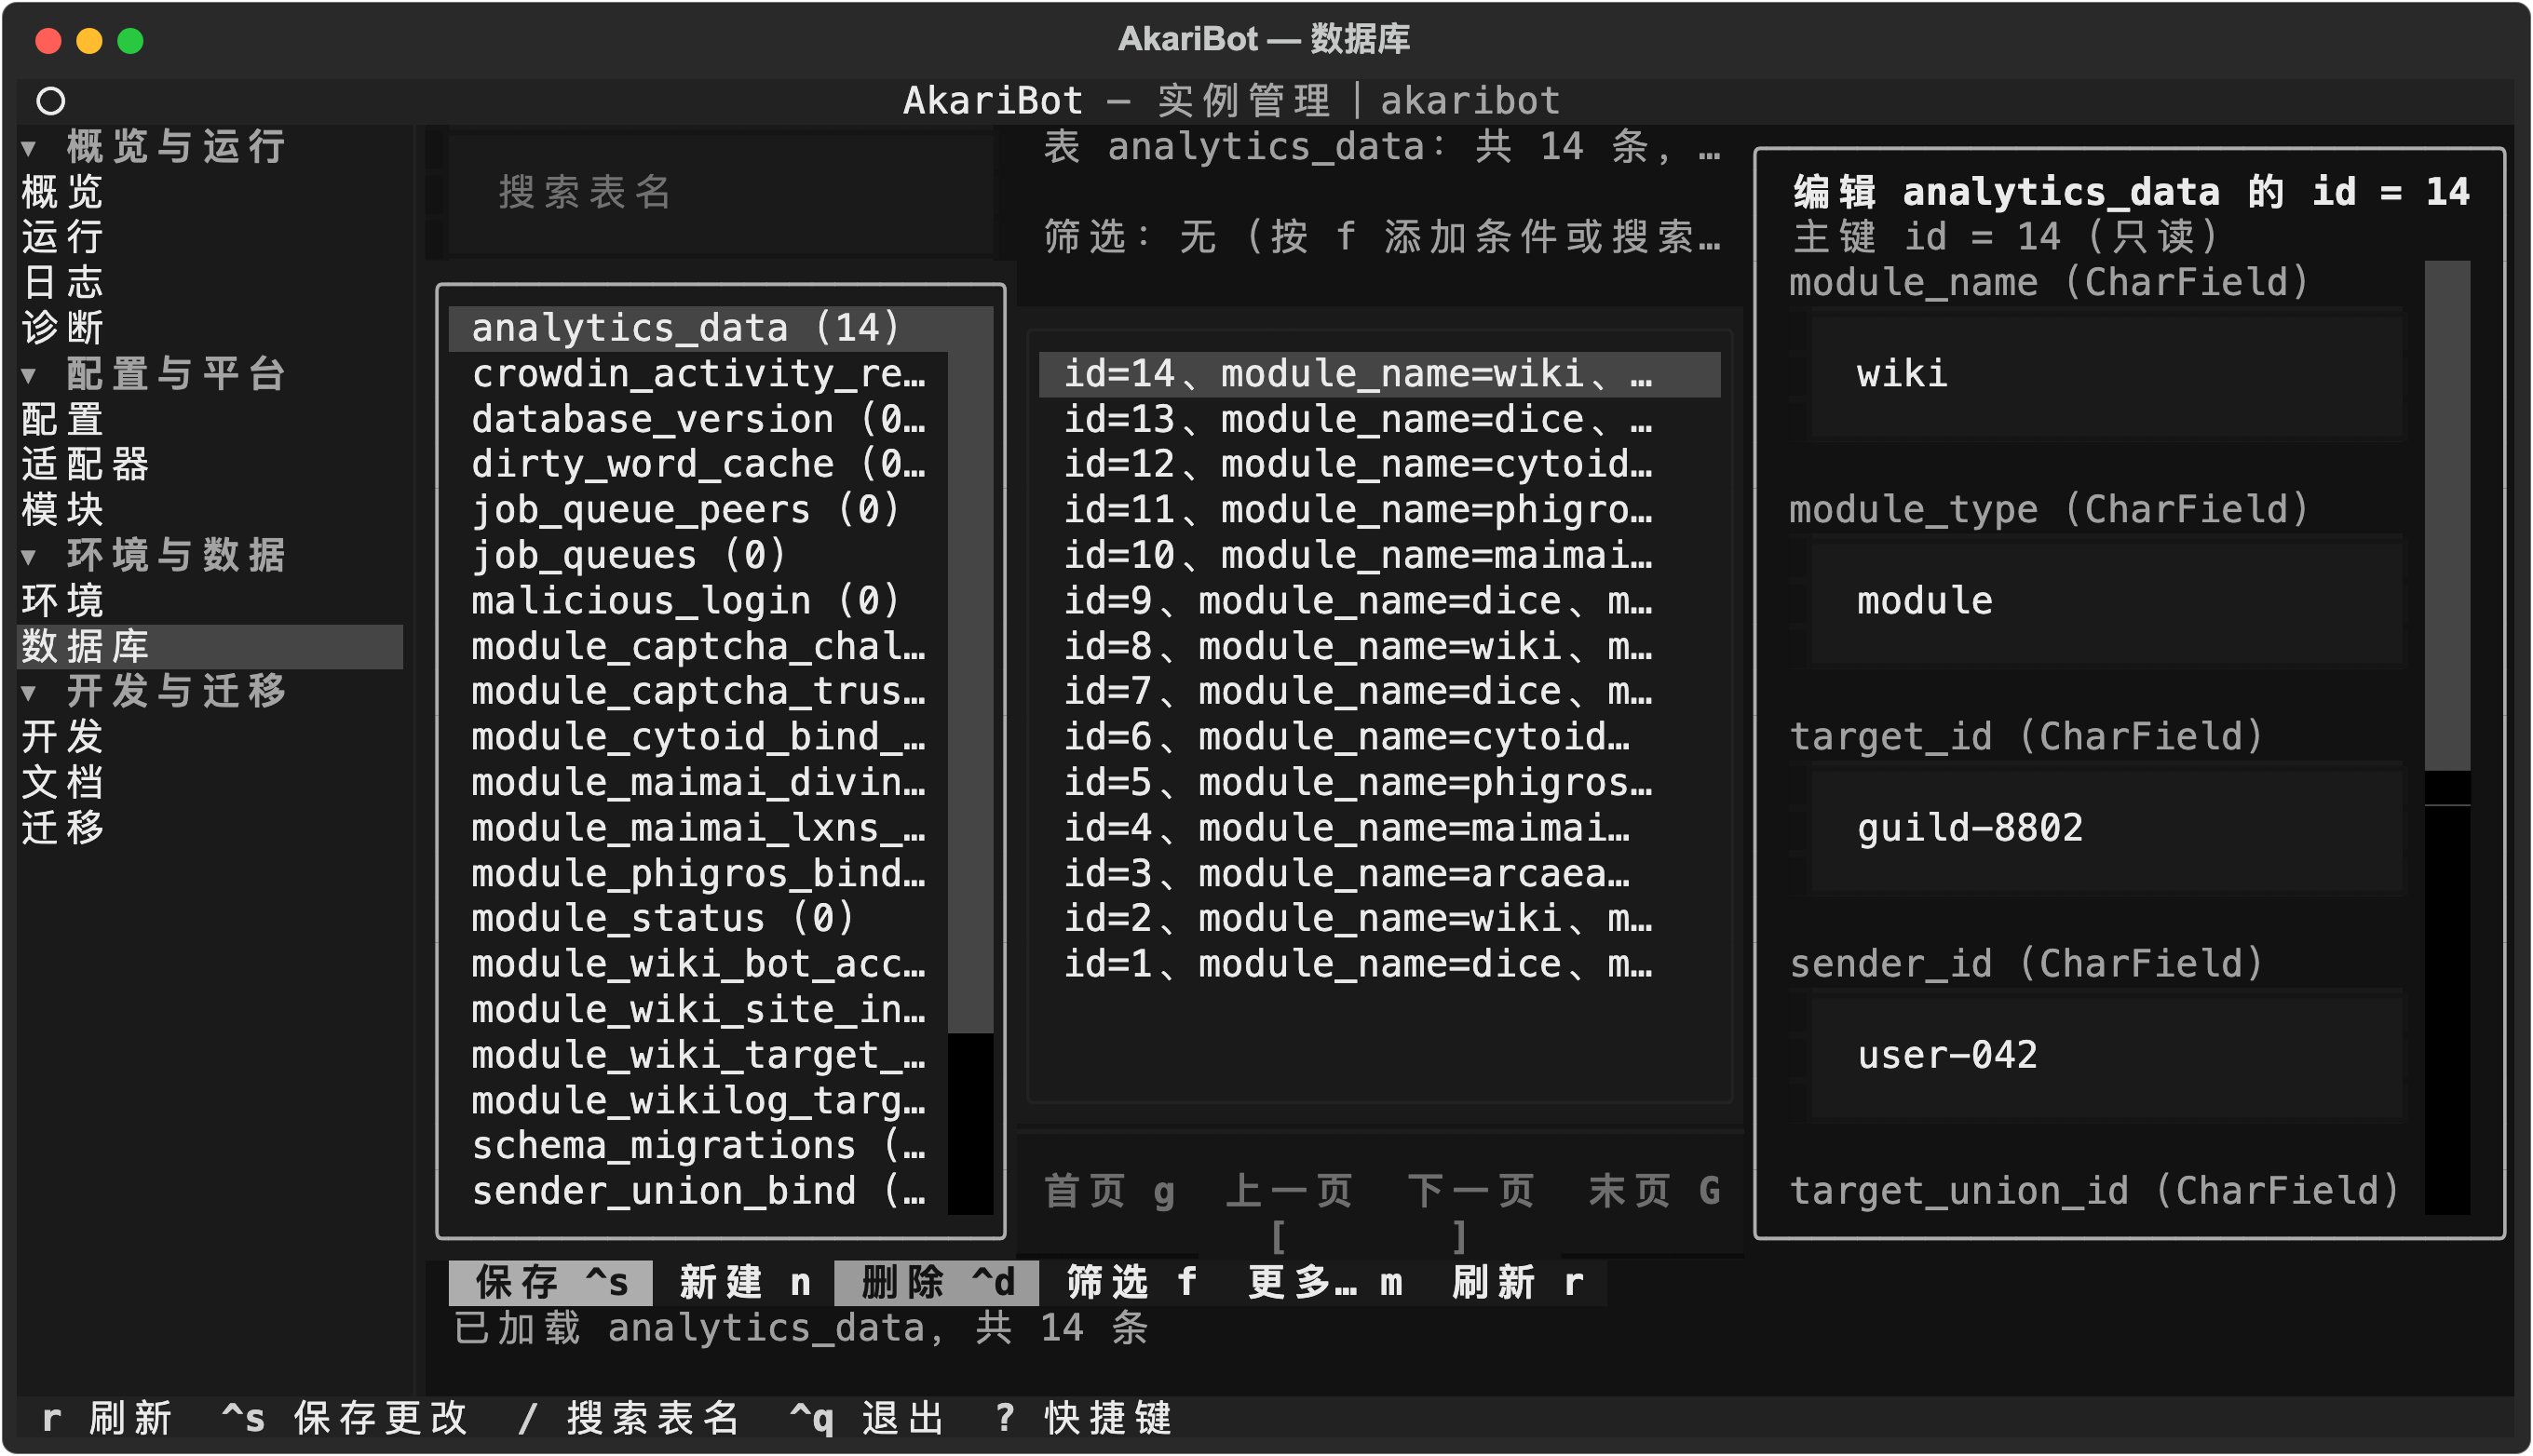 AkariBot — 数据库
AkariBot — 实例管理 | akaribot
▼ 概览与运行
概览
运行
日志
诊断
▼ 配置与平台
配置
适配器
模块
▼ 环境与数据
环境
数据库
▼ 开发与迁移
开发
文档
迁移
搜索表名
analytics_data (14)
crowdin_activity_re…
database_version (0…
dirty_word_cache (0…
job_queue_peers (0)
job_queues (0)
malicious_login (0)
module_captcha_chal…
module_captcha_trus…
module_cytoid_bind_…
module_maimai_divin…
module_maimai_lxns_…
module_phigros_bind…
module_status (0)
module_wiki_bot_acc…
module_wiki_site_in…
module_wiki_target_…
module_wikilog_targ…
schema_migrations (…
sender_union_bind (…
表 analytics_data：共 14 条，…
筛选：无（按 f 添加条件或搜索…
id=14、module_name=wiki、…
id=13、module_name=dice、…
id=12、module_name=cytoid…
id=11、module_name=phigro…
id=10、module_name=maimai…
id=9、module_name=dice、m…
id=8、module_name=wiki、m…
id=7、module_name=dice、m…
id=6、module_name=cytoid…
id=5、module_name=phigros…
id=4、module_name=maimai…
id=3、module_name=arcaea…
id=2、module_name=wiki、m…
id=1、module_name=dice、m…
首页 g 上一页 [ 下一页 ] 末页 G
编辑 analytics_data 的 id = 14
主键 id = 14（只读）
module_name (CharField)
wiki
module_type (CharField)
module
target_id (CharField)
guild-8802
sender_id (CharField)
user-042
target_union_id (CharField)
保存 ^s 新建 n 删除 ^d 筛选 f 更多… m 刷新 r
已加载 analytics_data，共 14 条
r 刷新 ^s 保存更改 / 搜索表名 ^q 退出 ? 快捷键